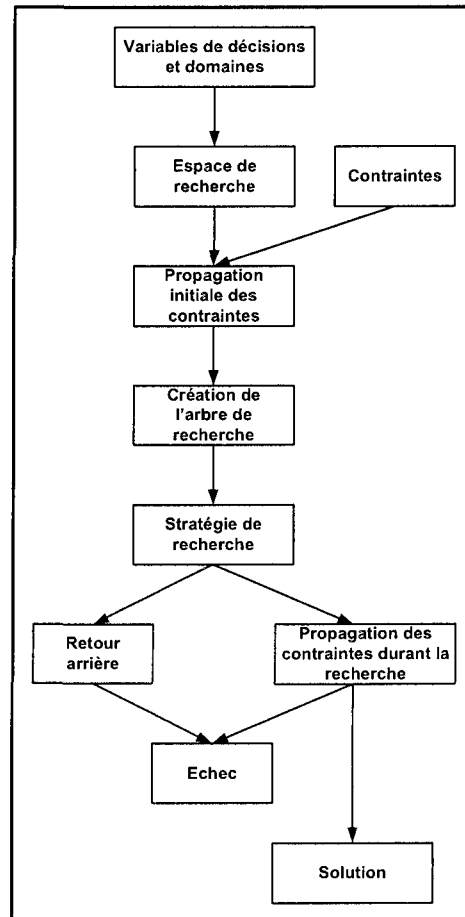 Variables de décisions
et domaines
Espace de
recherche
Contraintes
Propagation
initiale des
contraintes
Création de
l'arbre de
recherche
Stratégie de
recherche
Retour
arrière
Propagation des
contraintes durant la
recherche
Echec
Solution